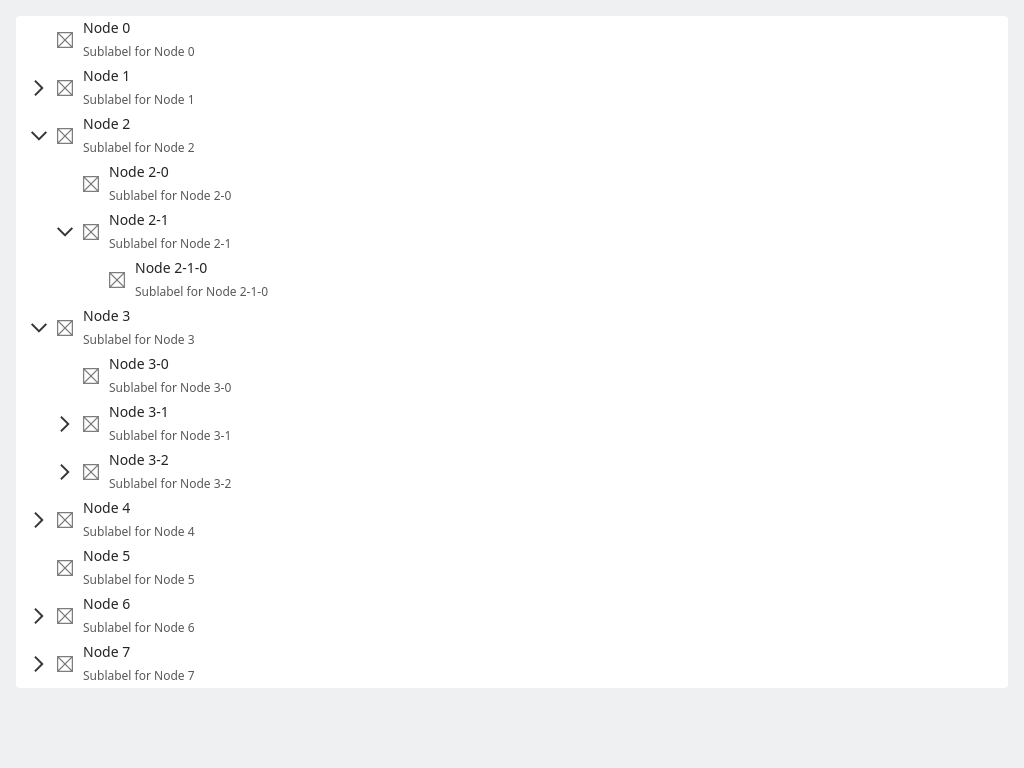 Node 0
Sublabel for Node 0
Node 1
Sublabel for Node 1
Node 2
Sublabel for Node 2
Node 2-0
Sublabel for Node 2-0
Node 2-1
Sublabel for Node 2-1
Node 2-1-0
Sublabel for Node 2-1-0
Node 3
Sublabel for Node 3
Node 3-0
Sublabel for Node 3-0
Node 3-1
Sublabel for Node 3-1
Node 3-2
Sublabel for Node 3-2
Node 4
Sublabel for Node 4
Node 5
Sublabel for Node 5
Node 6
Sublabel for Node 6
Node 7
Sublabel for Node 7